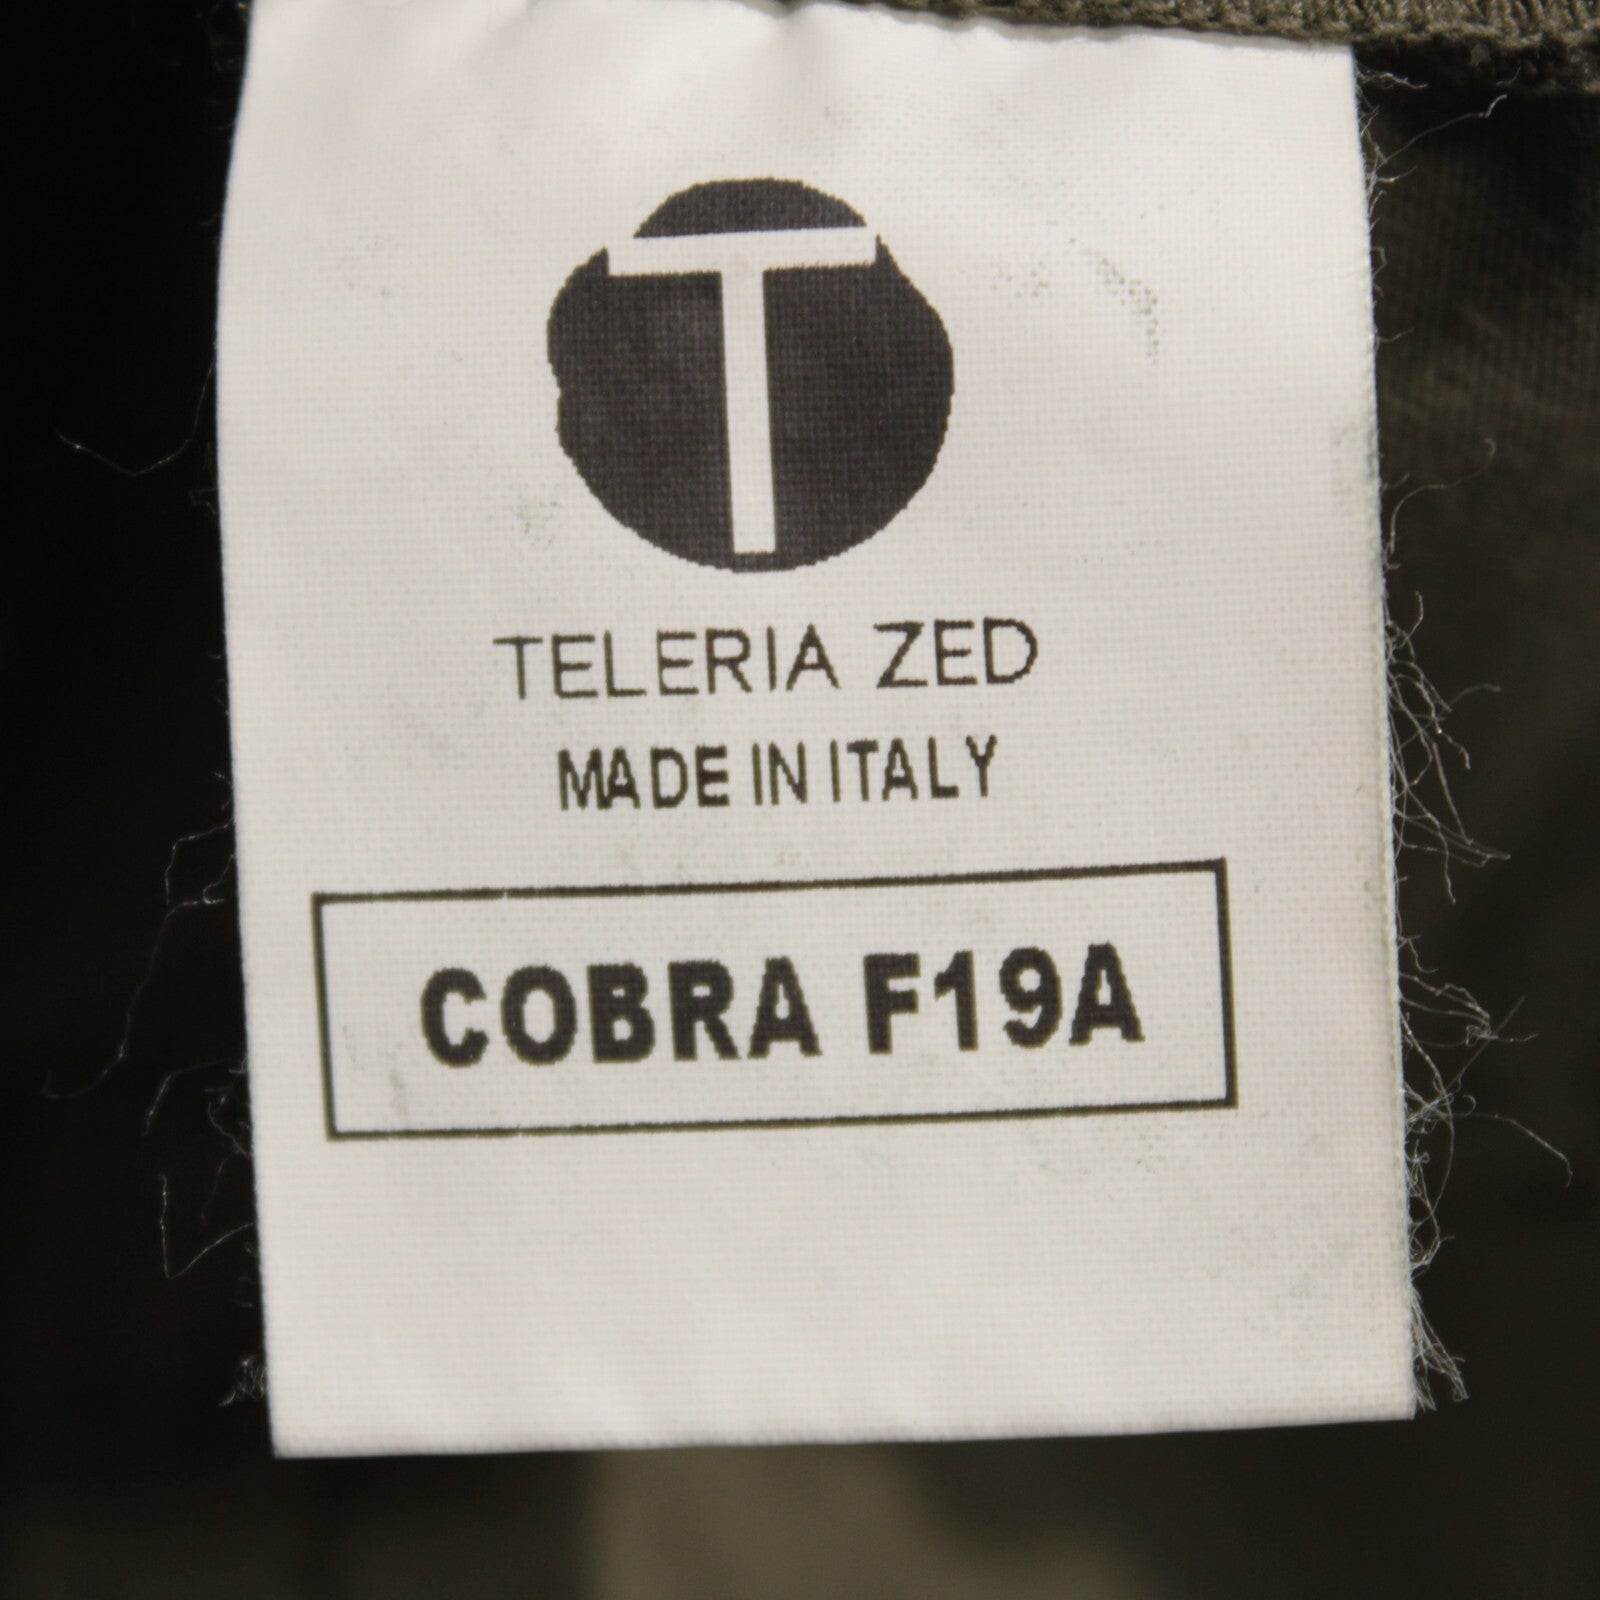 T
TELERIA ZED
MADE IN ITALY
COBRA F19A